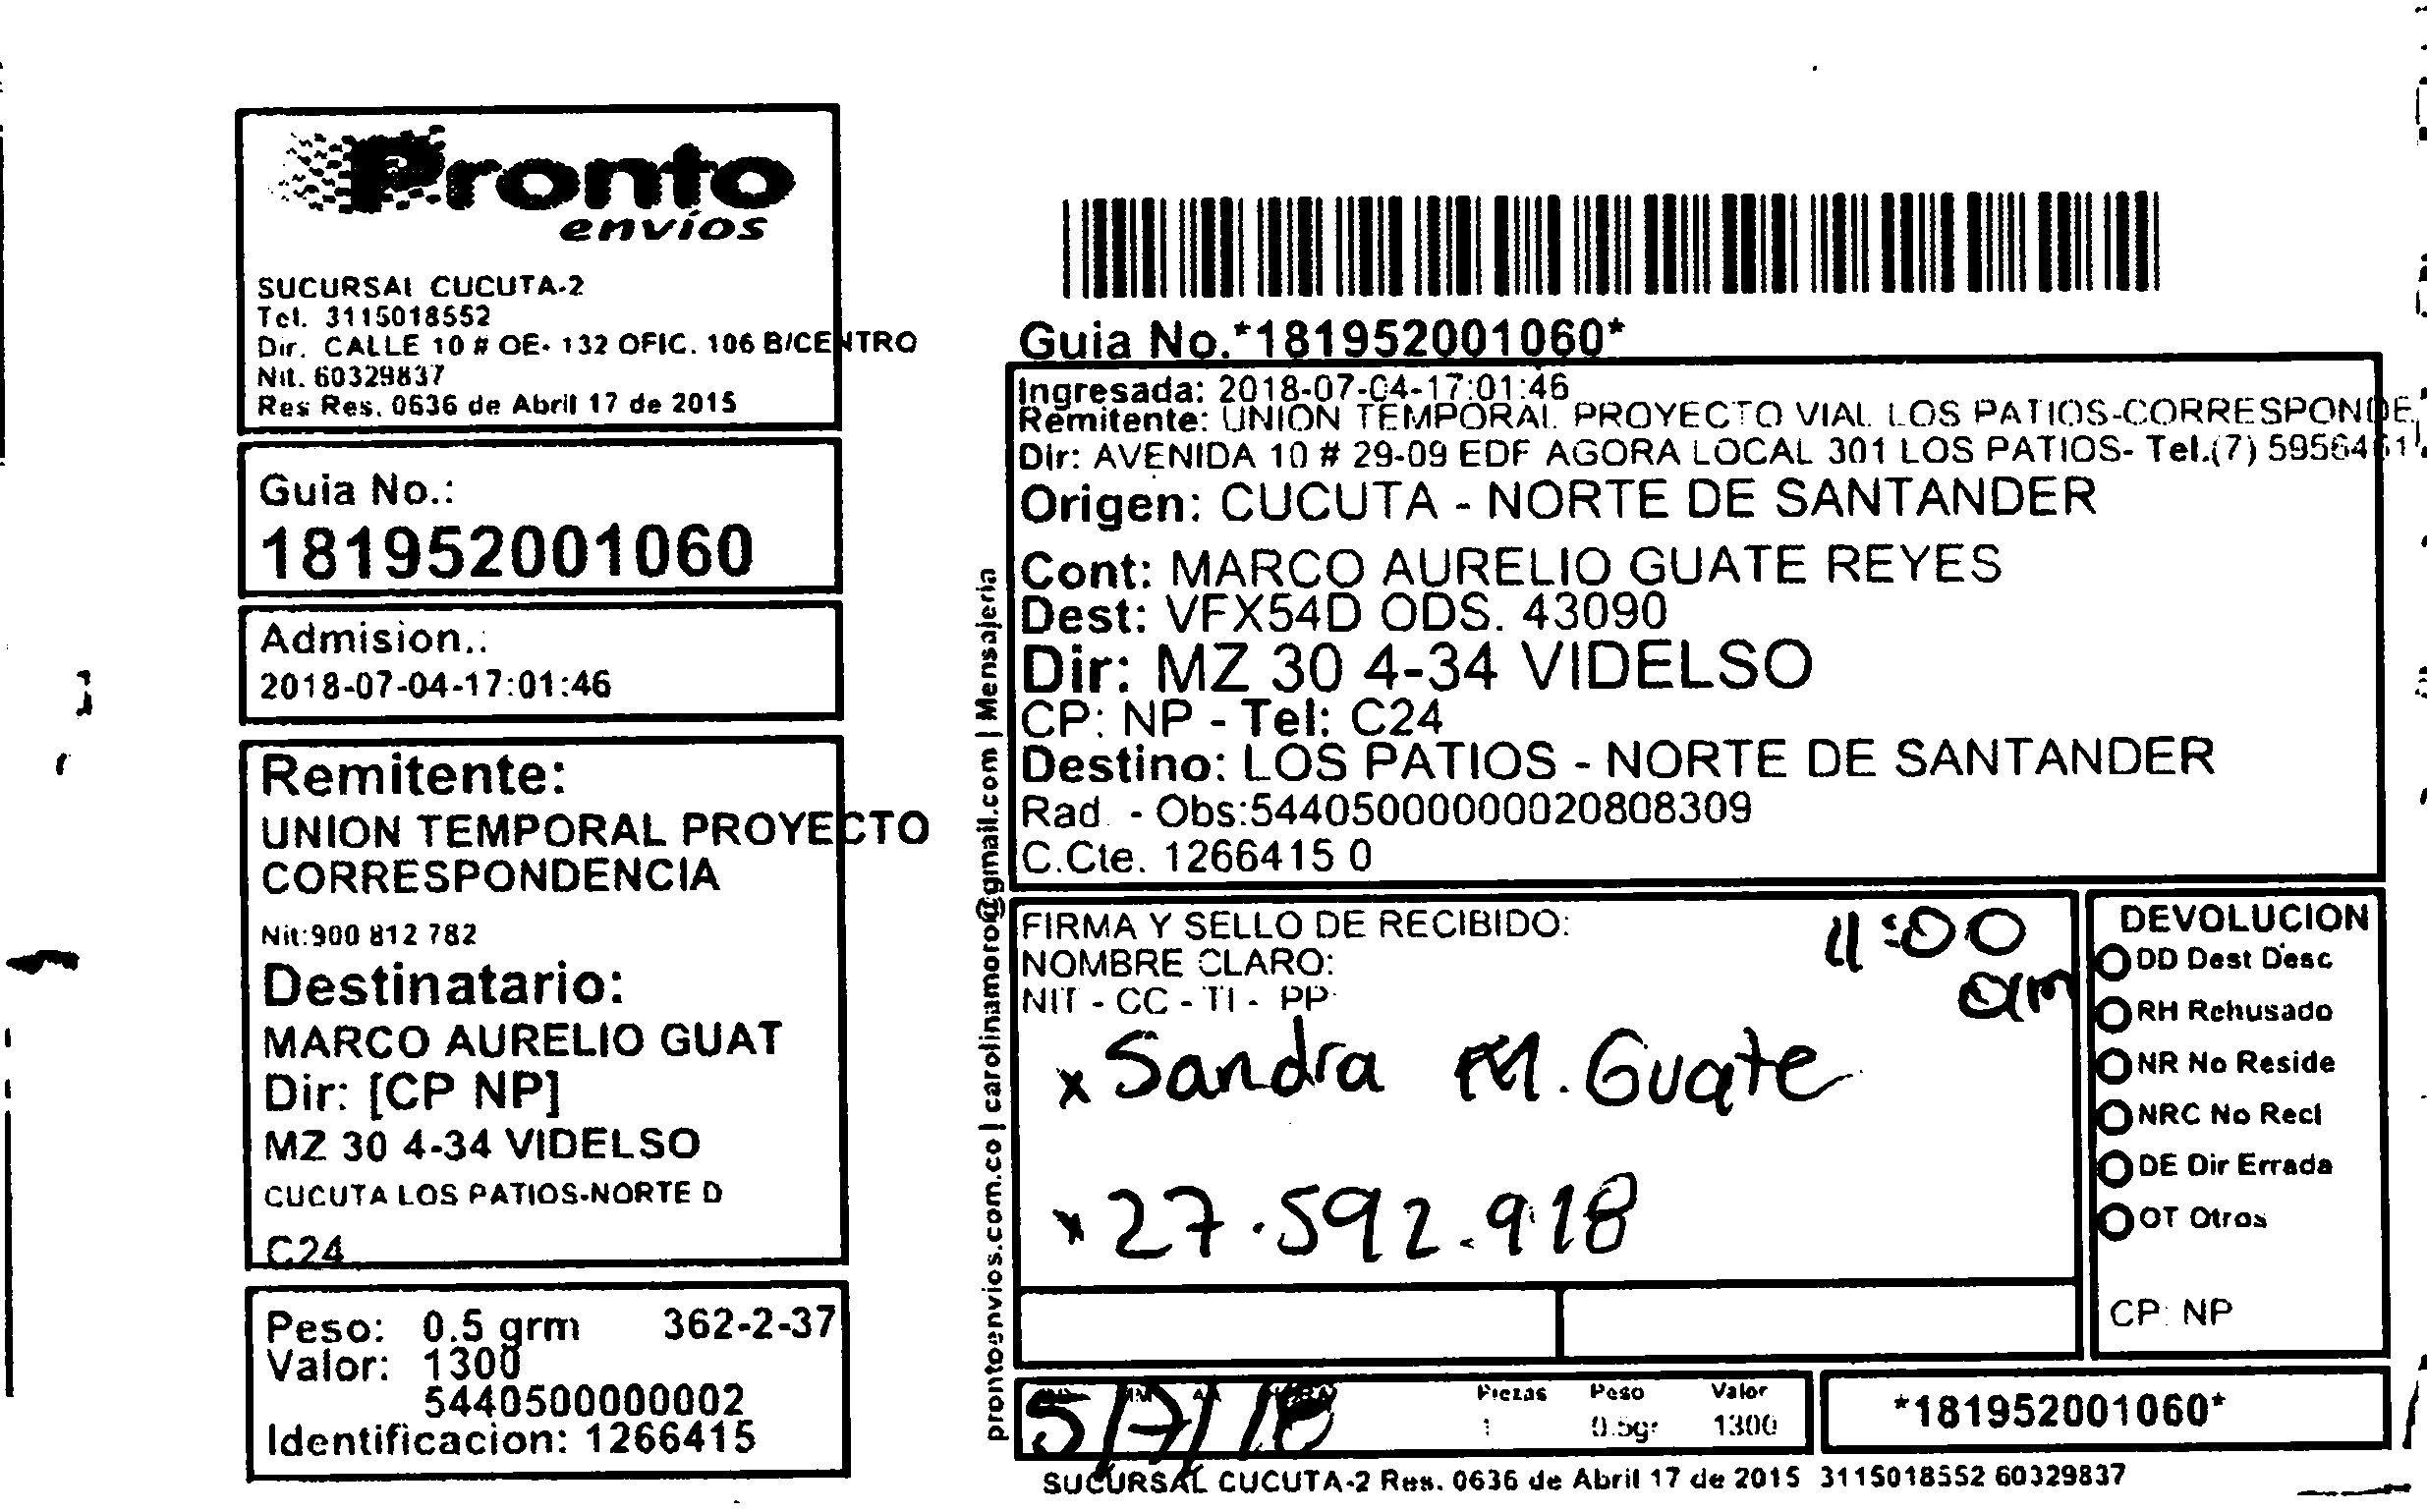 Pronto
envíos
SUCURSAL CUCUTA-2
Tel. 3115018552
Dir. CALLE 10 # OE- 132 OFIC. 106 B/CENTRO
Nit. 60329837
Res Res. 0636 de Abril 17 de 2015
Guia No.:
181952001060
Admision.:
2018-07-04-17:01:46
Remitente:
UNION TEMPORAL PROYECTO
CORRESPONDENCIA
Nit:900 812 782
Destinatario:
MARCO AURELIO GUAT
Dir: [CP NP]
MZ 30 4-34 VIDELSO
CUCUTA LOS PATIOS-NORTE D
C24
Peso: 0.5 grm 362-2-37
Valor: 1300
5440500000002
Identificacion: 1266415
prontoenvios.com.co | carolinamoro@gmail.com | Mensajeria
Guia No.*181952001060*
Ingresada: 2018-07-04-17:01:46
Remitente: UNION TEMPORAL PROYECTO VIAL LOS PATIOS-CORRESPONDE
Dir: AVENIDA 10 # 29-09 EDF AGORA LOCAL 301 LOS PATIOS- Tel.(7) 5956461
Origen: CUCUTA - NORTE DE SANTANDER
Cont: MARCO AURELIO GUATE REYES
Dest: VFX54D ODS. 43090
Dir: MZ 30 4-34 VIDELSO
CP: NP - Tel: C24
Destino: LOS PATIOS - NORTE DE SANTANDER
Rad. - Obs:544050000000020808309
C.Cte. 1266415 0
FIRMA Y SELLO DE RECIBIDO:
NOMBRE CLARO:
NIT - CC - TI - PP
11:00
am
x Sandra M. Guate
x 27.592.918
DEVOLUCION
DD Dest Desc
RH Rehusado
NR No Reside
NRC No Recl
DE Dir Errada
OT Otros
CP: NP
MM AA
5/7/18
Piezas Peso Valor
1 0.5gr 1300
*181952001060*
SUCURSAL CUCUTA-2 Res. 0636 de Abril 17 de 2015 3115018552 60329837